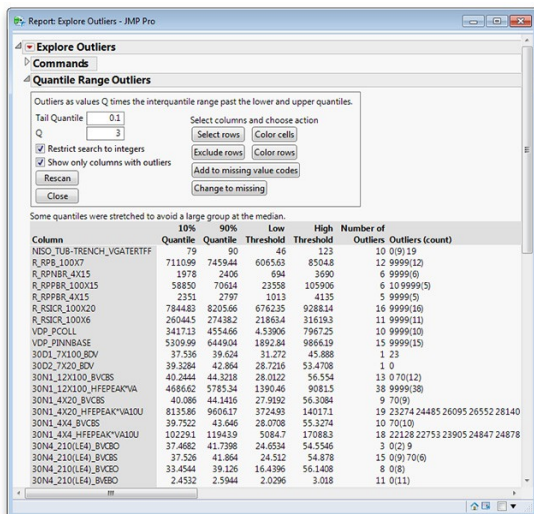 Report: Explore Outliers - JMP Pro
Explore Outliers
Commands
Quantile Range Outliers
Outliers as values Q times the interquantile range past the lower and upper quantiles.
Tail Quantile 0.1
Q 3
Restrict search to integers
Show only columns with outliers
Rescan
Close
Select columns and choose action
Select rows Color cells
Exclude rows Color rows
Add to missing value codes
Change to missing
Some quantiles were stretched to avoid a large group at the median.
10% 90% Low High Number of
Column Quantile Quantile Threshold Threshold Outliers Outliers (count)
NISO_TUB-TRENCH_VGATERTFF 79 90 46 123 10 0(9) 19
R_RPB_100X7 7110.99 7459.44 6065.63 8504.8 12 9999(12)
R_RPNBR_4X15 1978 2406 694 3690 6 9999(6)
R_RPPBR_100X15 58850 70614 23558 105906 6 10 9999(5)
R_RPPBR_4X15 2351 2797 1013 4135 5 9999(5)
R_RSICR_100X20 7844.83 8205.66 6762.35 9288.14 16 9999(16)
R_RSICR_100X6 26044.5 27438.2 21863.4 31619.3 11 9999(11)
VDP_PCOLL 3417.13 4554.66 4.53906 7967.25 10 9999(10)
VDP_PINNBASE 5309.99 6449.04 1892.84 9866.19 15 9999(15)
30D1_7X100_BDV 37.536 39.624 31.272 45.888 1 23
30D2_7X20_BDV 39.3284 42.864 28.7216 53.4708 1 0
30N1_12X100_BVCBS 40.2444 44.3218 28.0122 56.554 13 0 70(12)
30N1_12X100_HFEPEAK*VA 4686.62 5785.34 1390.46 9081.5 38 9999(38)
30N1_4X20_BVCBS 40.086 44.1416 27.9192 56.3084 9 70(9)
30N1_4X20_HFEPEAK*VA10U 8135.86 9606.17 3724.93 14017.1 19 23274 24485 26095 26552 28140
30N1_4X4_BVCBS 39.7522 43.646 28.0708 55.3274 10 70(10)
30N1_4X4_HFEPEAK*VA10U 10229.1 11943.9 5084.7 17088.3 18 22128 22753 23905 24847 24878
30N4_210(LE4)_BVCBO 37.4682 41.7398 24.6534 54.5546 3 0(2) 9
30N4_210(LE4)_BVCBS 37.526 41.864 24.512 54.878 15 0(9) 70(6)
30N4_210(LE4)_BVCEO 33.4544 39.126 16.4396 56.1408 8 0(8)
30N4_210(LE4)_BVEBO 2.4532 2.5944 2.0296 3.018 11 0(11)